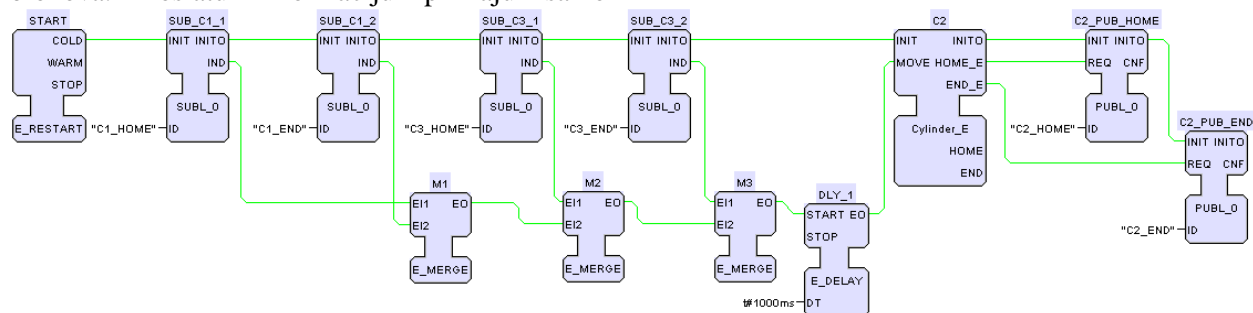 START
COLD
WARM
STOP
E_RESTART
SUB_C1_1
INIT INITO
IND
SUBL_0
"C1_HOME" ID
SUB_C1_2
INIT INITO
IND
SUBL_0
"C1_END" ID
SUB_C3_1
INIT INITO
IND
SUBL_0
"C3_HOME" ID
SUB_C3_2
INIT INITO
IND
SUBL_0
"C3_END" ID
C2
INIT INITO
MOVE HOME_E
END_E
Cylinder_E
HOME
END
C2_PUB_HOME
INIT INITO
REQ CNF
PUBL_0
"C2_HOME" ID
C2_PUB_END
INIT INITO
REQ CNF
PUBL_0
"C2_END" ID
M1
EI1 EO
EI2
E_MERGE
M2
EI1 EO
EI2
E_MERGE
M3
EI1 EO
EI2
E_MERGE
DLY_1
START EO
STOP
E_DELAY
t#1000ms DT